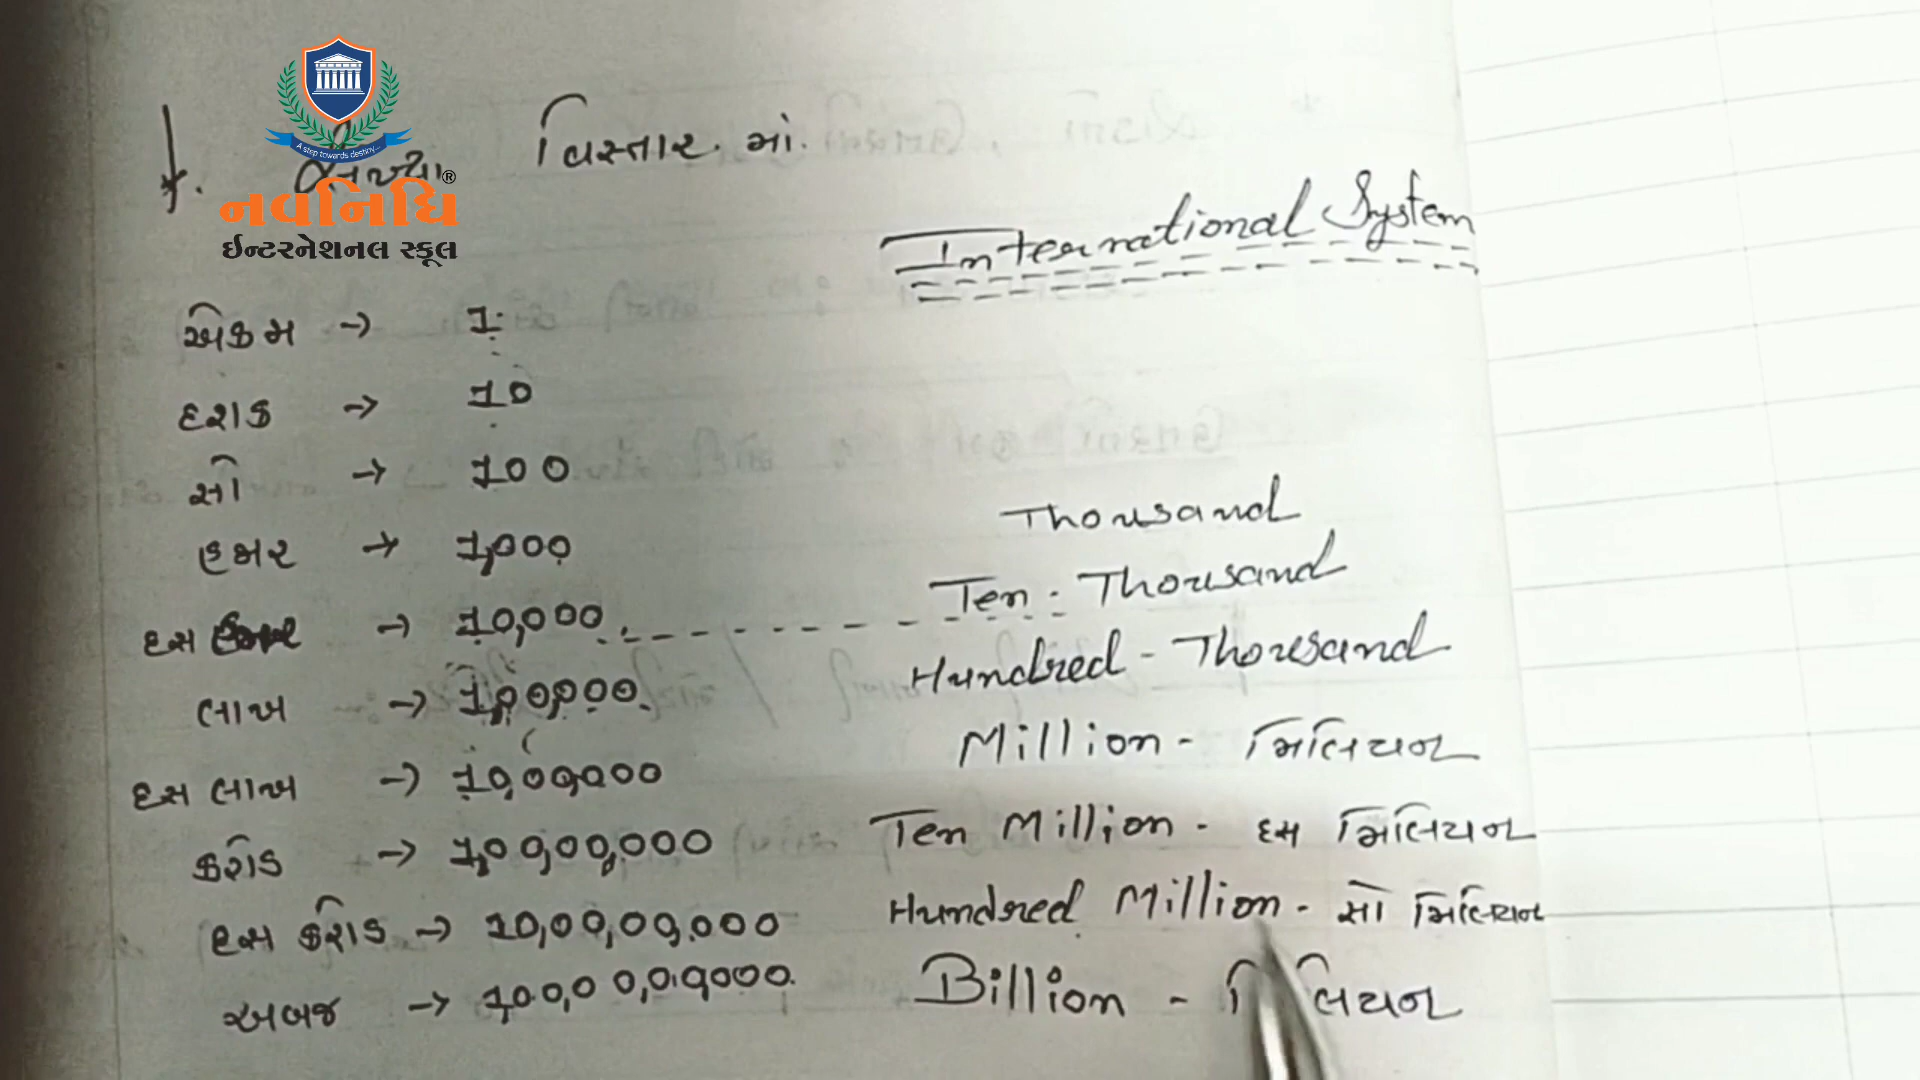 A step towards destiny...
નવનિધિ®
ઈન્ટરનેશનલ સ્કૂલ
વિસ્તાર. માં.
International System
એકમ → 1
દશક → 10
સો → 100
હજાર → 1,000 Thousand
દસ હજાર → 10,000 Ten. Thousand
લાખ → 1,00,000 Hundred - Thousand
દસ લાખ → 10,00,000 Million - મિલિયન
કરોડ → 1,00,00,000 Ten Million - દસ મિલિયન
દસ કરોડ → 10,00,00,000 Hundred Million - સો મિલિયન
અબજ → 100,00,00,000 Billion - લિયન